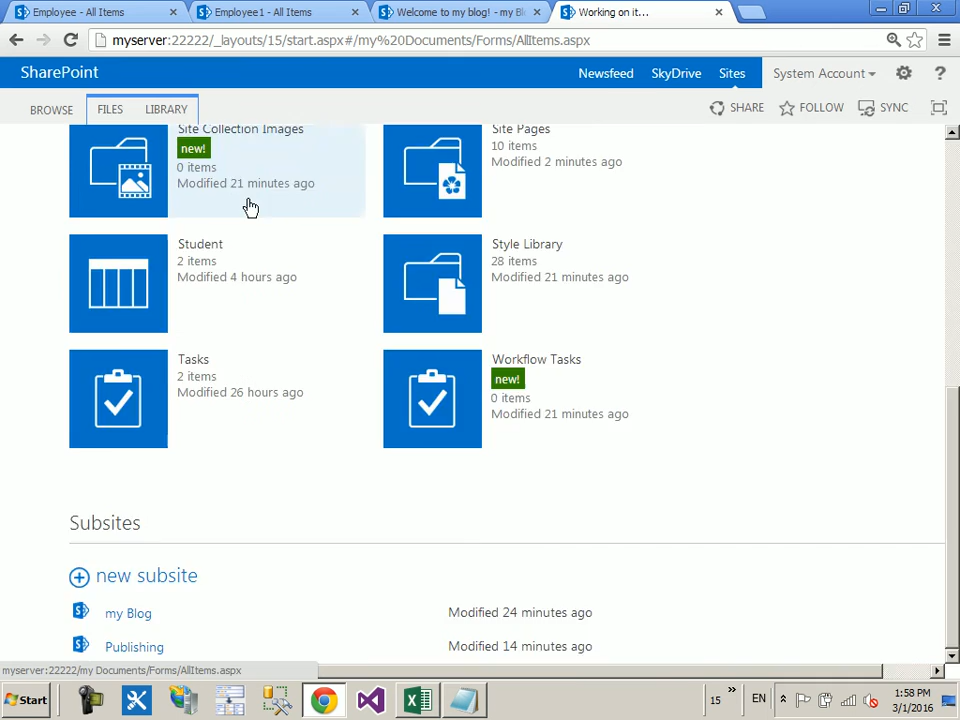 Employee - All Items
Employee1 - All Items
Welcome to my blog! - my Bl
Working on it...
myserver:22222/_layouts/15/start.aspx#/my%20Documents/Forms/AllItems.aspx
SharePoint
Newsfeed SkyDrive Sites System Account ?
BROWSE FILES LIBRARY SHARE FOLLOW SYNC
Site Collection Images
new!
0 items
Modified 21 minutes ago
Site Pages
10 items
Modified 2 minutes ago
Student
2 items
Modified 4 hours ago
Style Library
28 items
Modified 21 minutes ago
Tasks
2 items
Modified 26 hours ago
Workflow Tasks
new!
0 items
Modified 21 minutes ago
Subsites
new subsite
my Blog Modified 24 minutes ago
Publishing Modified 14 minutes ago
myserver:22222/my Documents/Forms/AllItems.aspx
Start 15 » EN 1:58 PM
3/1/2016